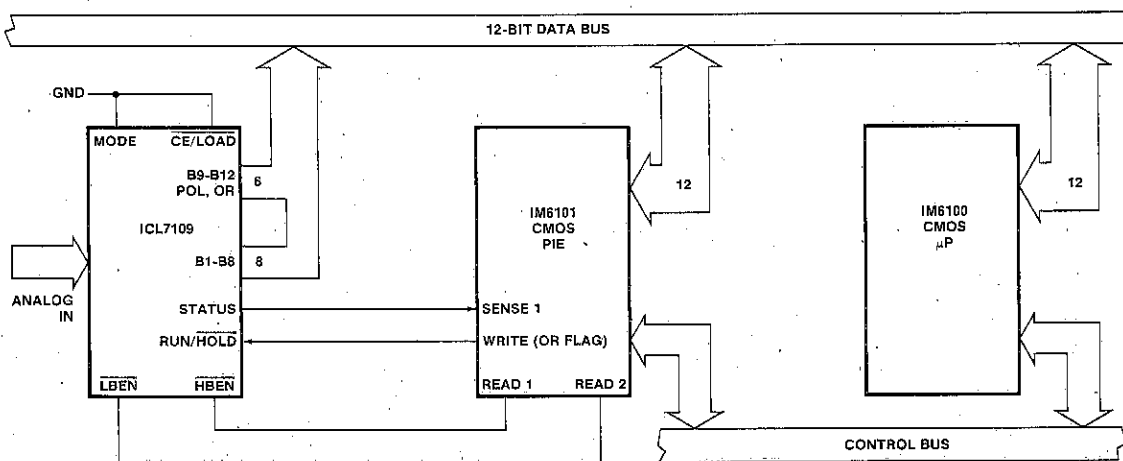 12-BIT DATA BUS
GND
MODE CE/LOAD
B9-B12 6
POL, OR
ICL7109
B1-B8 8
ANALOG
IN
STATUS
RUN/HOLD
LBEN HBEN
IM6101
CMOS
PIE
12
SENSE 1
WRITE (OR FLAG)
READ 1 READ 2
IM6100
CMOS
μP
12
CONTROL BUS